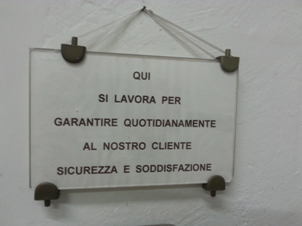 QUI
SI LAVORA PER
GARANTIRE QUOTIDIANAMENTE
AL NOSTRO CLIENTE
SICUREZZA E SODDISFAZIONE